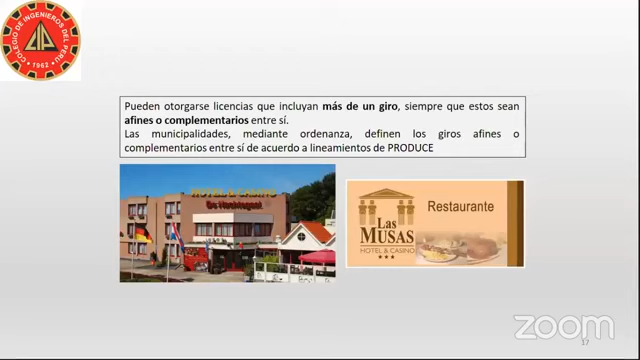 COLEGIO DE INGENIEROS DEL PERU
1962
Pueden otorgarse licencias que incluyan más de un giro, siempre que estos sean
afines o complementarios entre sí.
Las municipalidades, mediante ordenanza, definen los giros afines o
complementarios entre sí de acuerdo a lineamientos de PRODUCE
HOTEL & CASINO
LAS
MUSAS
HOTEL & CASINO
Restaurante
zoom
17